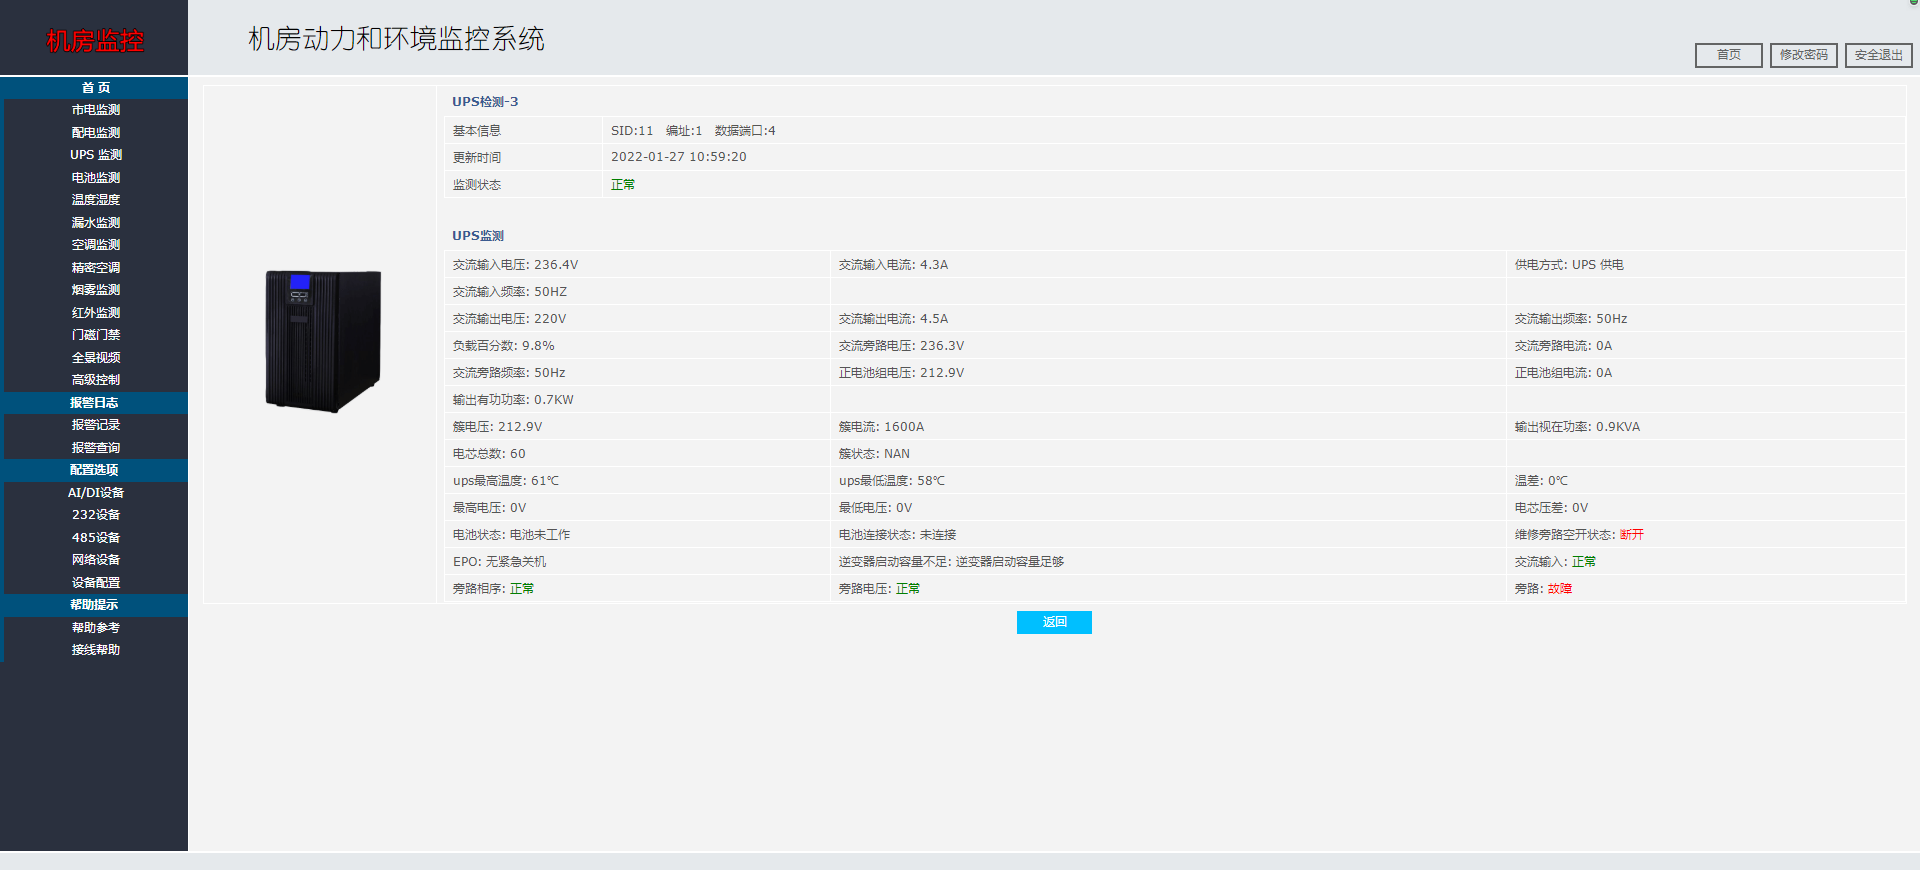 机房监控
机房动力和环境监控系统
首页 修改密码 安全退出
首 页
市电监测
配电监测
UPS 监测
电池监测
温度湿度
漏水监测
空调监测
精密空调
烟雾监测
红外监测
门磁门禁
全景视频
高级控制
报警日志
报警记录
报警查询
配置选项
AI/DI设备
232设备
485设备
网络设备
设备配置
帮助提示
帮助参考
接线帮助
UPS检测-3
基本信息 SID:11 编址:1 数据端口:4
更新时间 2022-01-27 10:59:20
监测状态 正常
UPS监测
交流输入电压: 236.4V 交流输入电流: 4.3A 供电方式: UPS 供电
交流输入频率: 50HZ
交流输出电压: 220V 交流输出电流: 4.5A 交流输出频率: 50Hz
负载百分数: 9.8% 交流旁路电压: 236.3V 交流旁路电流: 0A
交流旁路频率: 50Hz 正电池组电压: 212.9V 正电池组电流: 0A
输出有功功率: 0.7KW
簇电压: 212.9V 簇电流: 1600A 输出视在功率: 0.9KVA
电芯总数: 60 簇状态: NAN
ups最高温度: 61℃ ups最低温度: 58℃ 温差: 0℃
最高电压: 0V 最低电压: 0V 电芯压差: 0V
电池状态: 电池未工作 电池连接状态: 未连接 维修旁路空开状态: 断开
EPO: 无紧急关机 逆变器启动容量不足: 逆变器启动容量足够 交流输入: 正常
旁路相序: 正常 旁路电压: 正常 旁路: 故障
返回